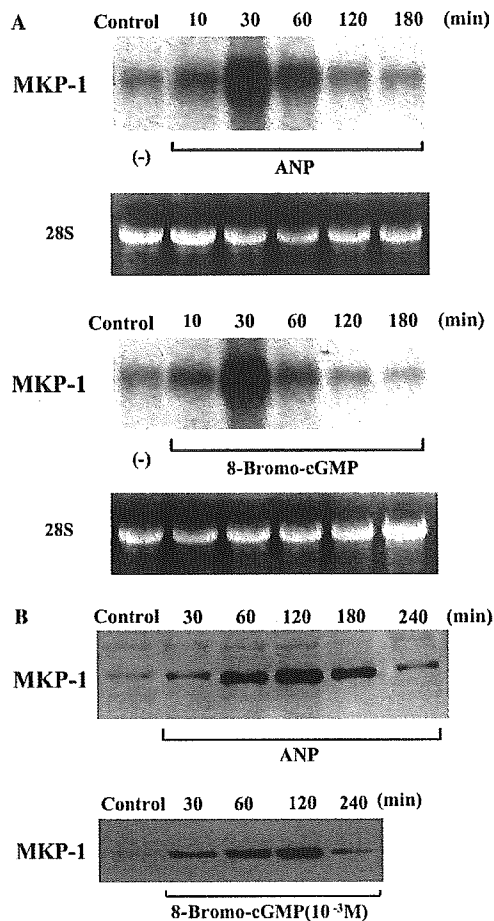 A Control 10 30 60 120 180 (min)
MKP-1
(-) ANP
28S
Control 10 30 60 120 180 (min)
MKP-1
(-) 8-Bromo-cGMP
28S
B Control 30 60 120 180 240 (min)
MKP-1
ANP
Control 30 60 120 240 (min)
MKP-1
8-Bromo-cGMP(10⁻³M)